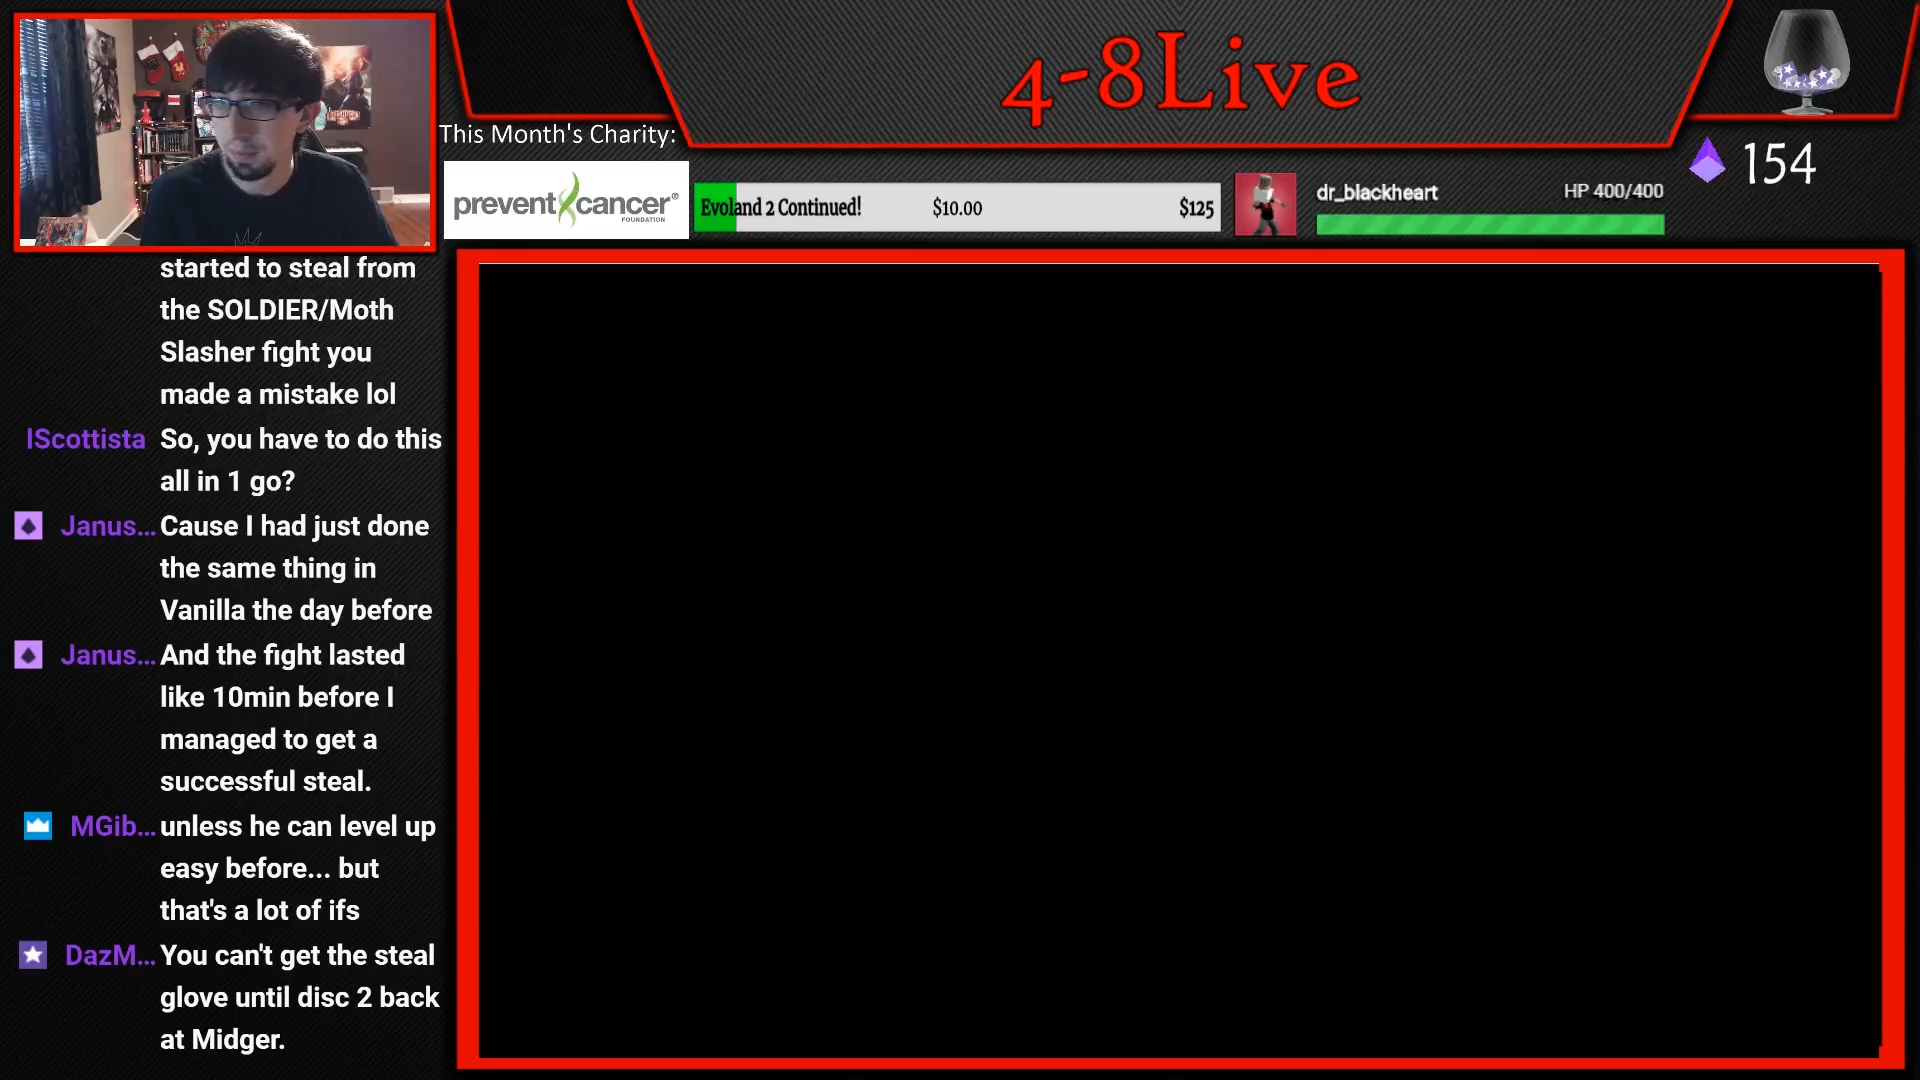 4-8Live
This Month's Charity:
prevent cancer®
FOUNDATION
Evoland 2 Continued! $10.00 $125
dr_blackheart HP 400/400
154
started to steal from
the SOLDIER/Moth
Slasher fight you
made a mistake lol
IScottista So, you have to do this
all in 1 go?
Janus... Cause I had just done
the same thing in
Vanilla the day before
Janus... And the fight lasted
like 10min before I
managed to get a
successful steal.
MGib... unless he can level up
easy before... but
that's a lot of ifs
DazM... You can't get the steal
glove until disc 2 back
at Midger.